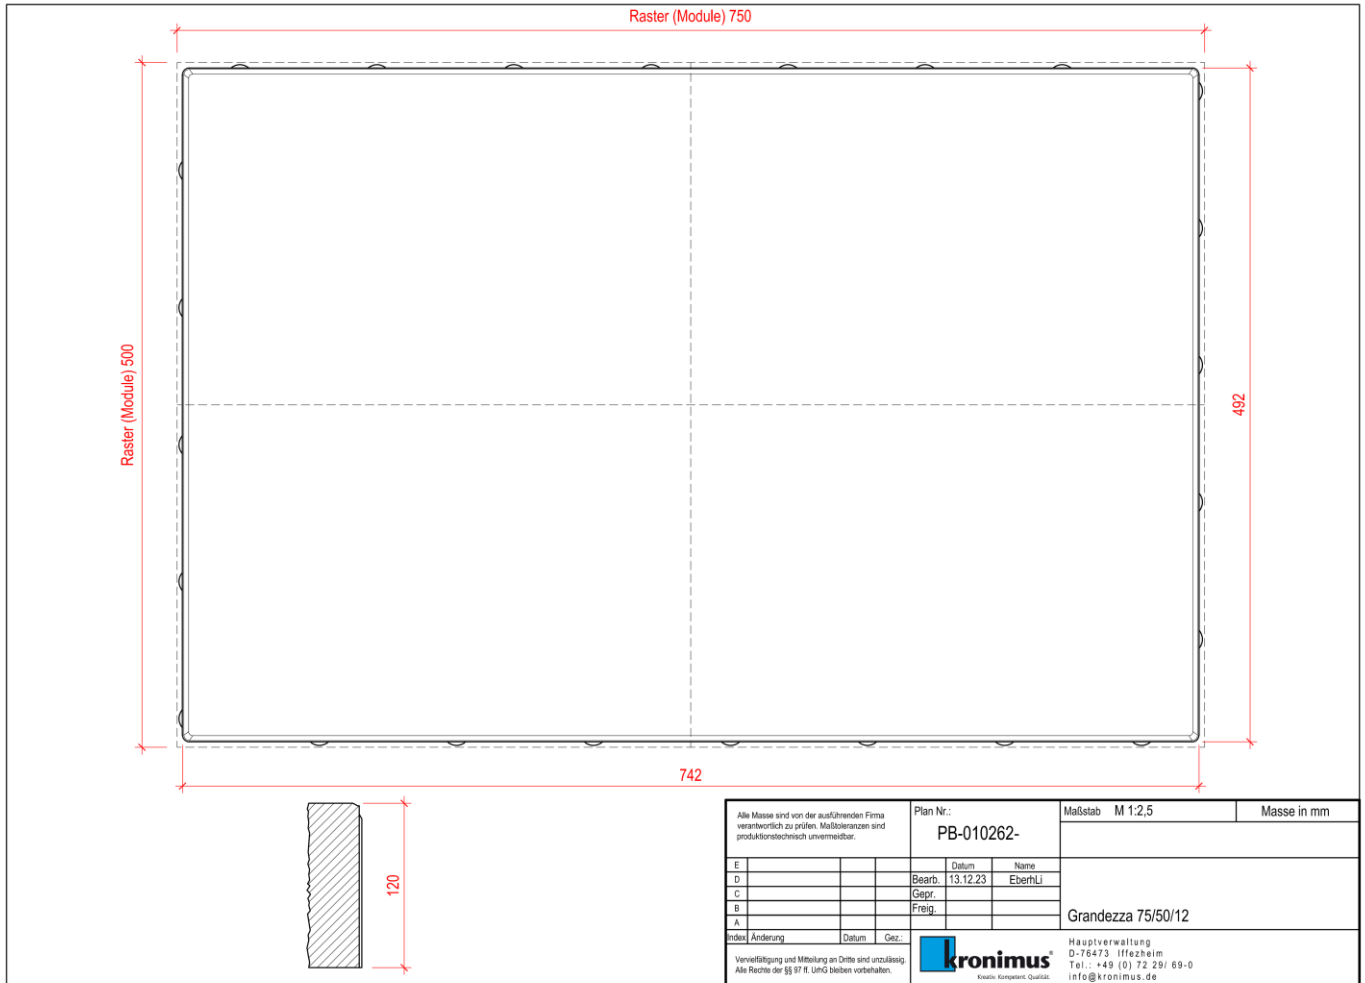 Raster (Module) 750
Raster (Module) 500
492
742
120
Alle Masse sind von der ausführenden Firma
verantwortlich zu prüfen. Maßtoleranzen sind
produktionstechnisch unvermeidbar.
Plan Nr.:
PB-010262-
Maßstab M 1:2,5
Masse in mm
E
D
C
B
A
Index Änderung Datum Gez.:
Datum Name
Bearb. 13.12.23 EberhLi
Gepr.
Freig.
Grandezza 75/50/12
Vervielfältigung und Mitteilung an Dritte sind unzulässig.
Alle Rechte der §§ 97 ff. UrhG bleiben vorbehalten.
kronimus®
Kreativ. Kompetent. Qualität.
Hauptverwaltung
D-76473 Iffezheim
Tel.: +49 (0) 72 29/ 69-0
info@kronimus.de